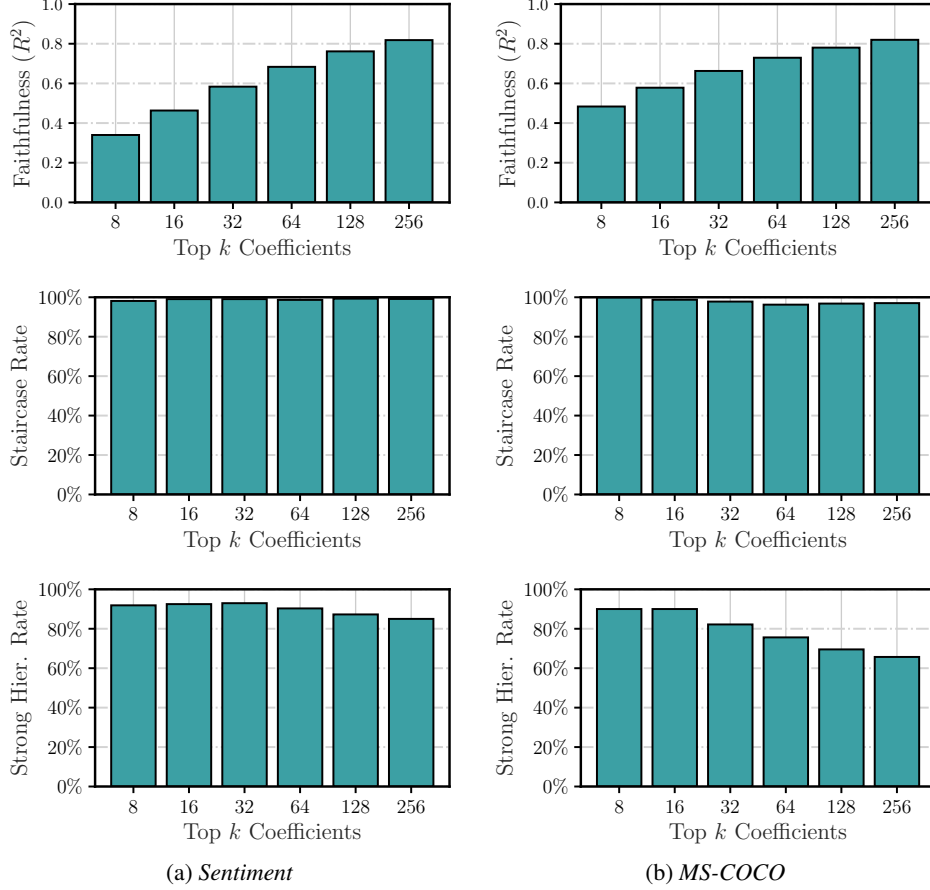 Faithfulness (R²)
1.0
0.8
0.6
0.4
0.2
0.0
8 16 32 64 128 256
Top k Coefficients
Faithfulness (R²)
1.0
0.8
0.6
0.4
0.2
0.0
8 16 32 64 128 256
Top k Coefficients
Staircase Rate
100%
80%
60%
40%
20%
0%
8 16 32 64 128 256
Top k Coefficients
Staircase Rate
100%
80%
60%
40%
20%
0%
8 16 32 64 128 256
Top k Coefficients
Strong Hier. Rate
100%
80%
60%
40%
20%
0%
8 16 32 64 128 256
Top k Coefficients
(a) Sentiment
Strong Hier. Rate
100%
80%
60%
40%
20%
0%
8 16 32 64 128 256
Top k Coefficients
(b) MS-COCO